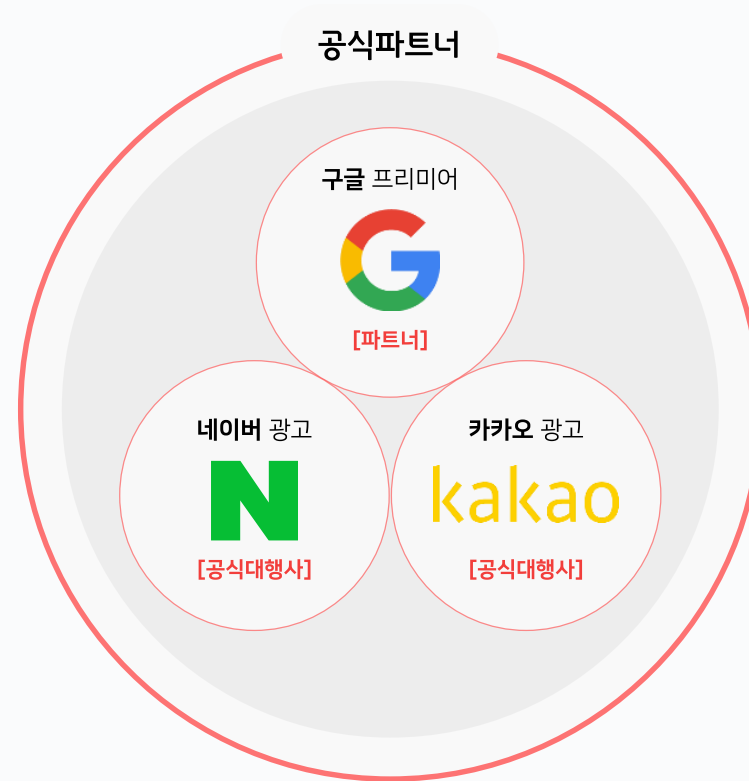 공식파트너
구글 프리미어
G
[파트너]
네이버 광고
N
[공식대행사]
카카오 광고
kakao
[공식대행사]